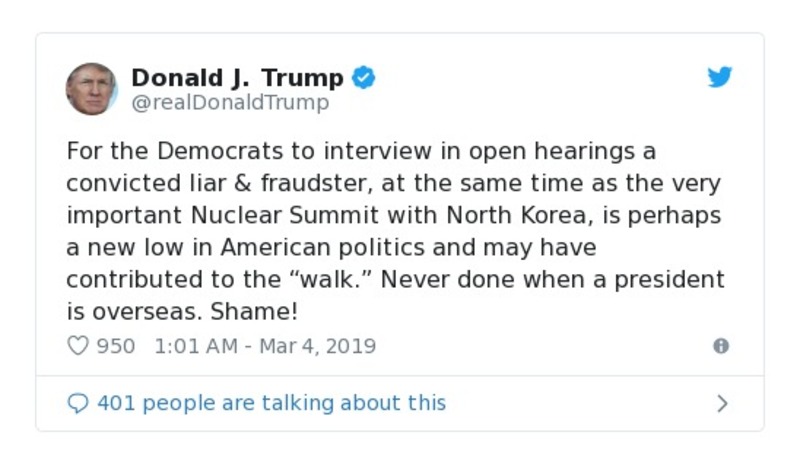 Donald J. Trump
@realDonaldTrump
For the Democrats to interview in open hearings a
convicted liar & fraudster, at the same time as the very
important Nuclear Summit with North Korea, is perhaps
a new low in American politics and may have
contributed to the “walk.” Never done when a president
is overseas. Shame!
950 1:01 AM - Mar 4, 2019
401 people are talking about this